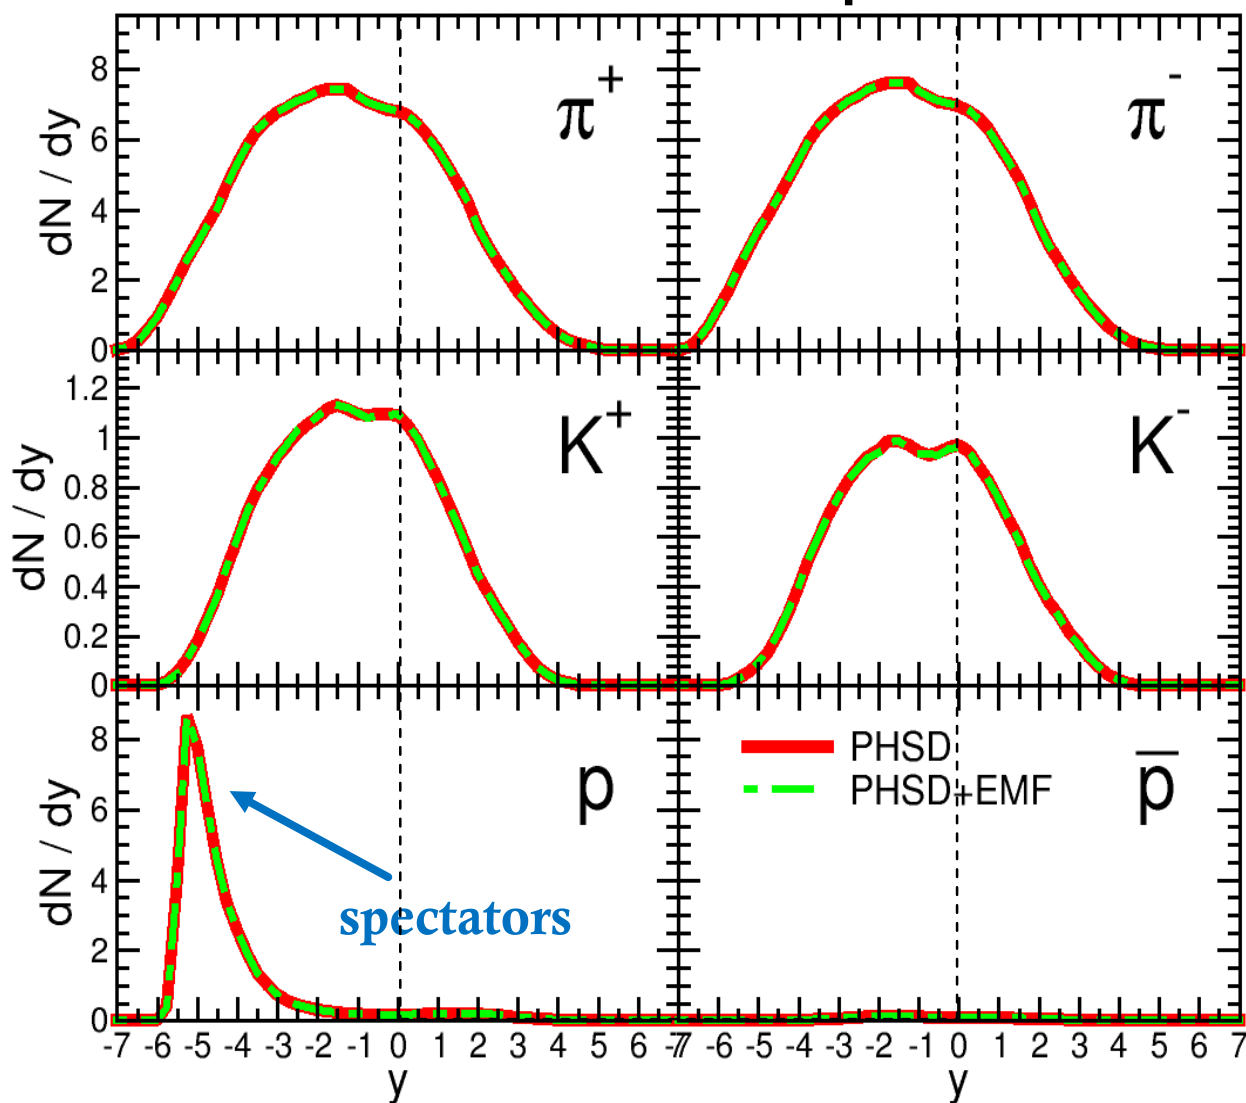 π+
π-
dN / dy
8
6
4
2
0
K+
K-
dN / dy
1.2
1
0.8
0.6
0.4
0.2
0
p
p̅
PHSD
PHSD+EMF
spectators
dN / dy
8
6
4
2
0
-7 -6 -5 -4 -3 -2 -1 0 1 2 3 4 5 6 -7 -6 -5 -4 -3 -2 -1 0 1 2 3 4 5 6 7
y y